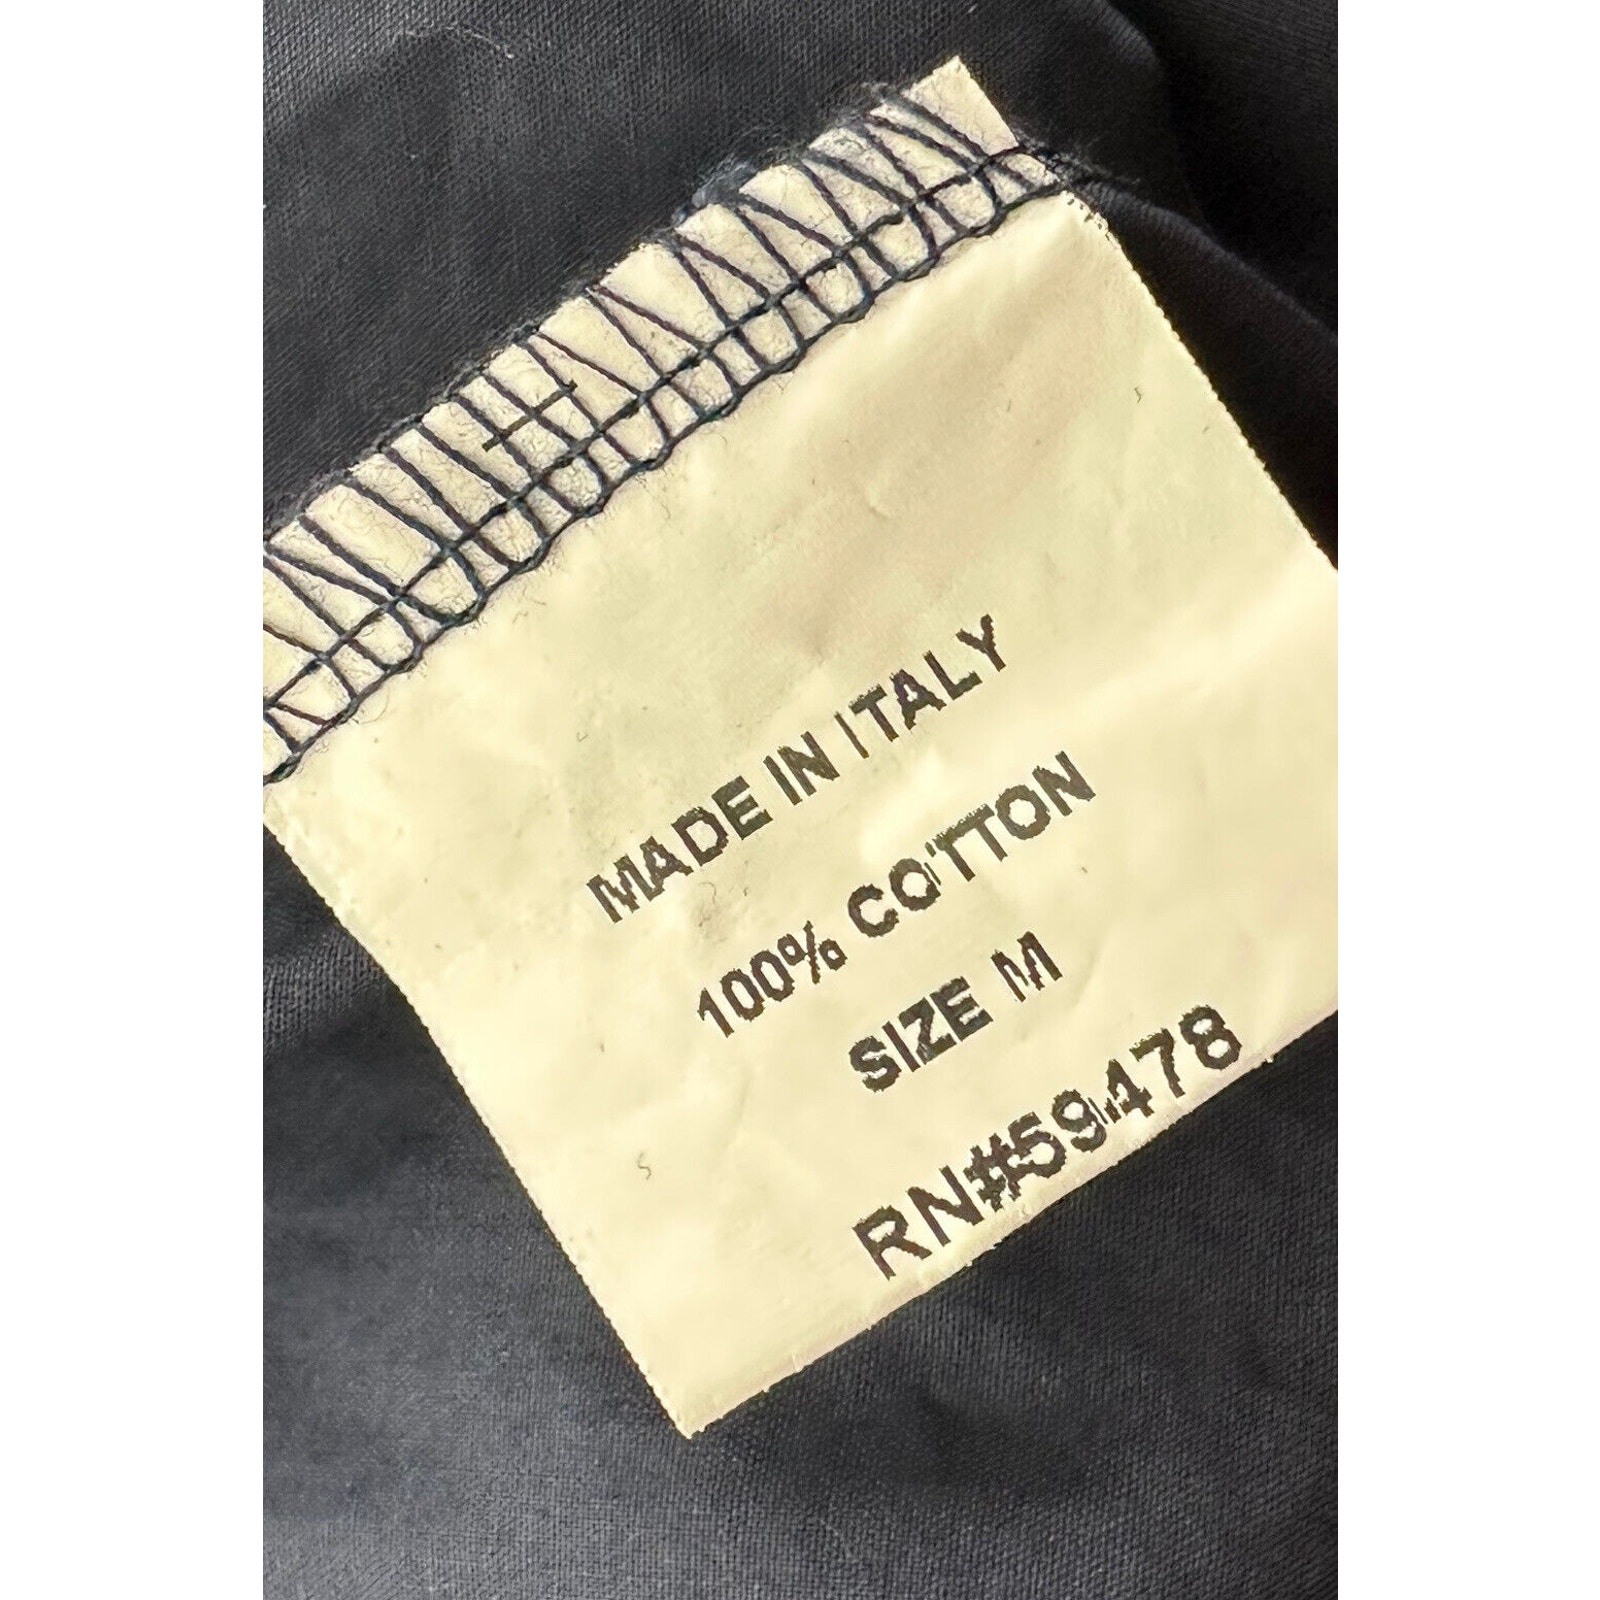 MADE IN ITALY
100% COTTON
SIZE M
RN#59478